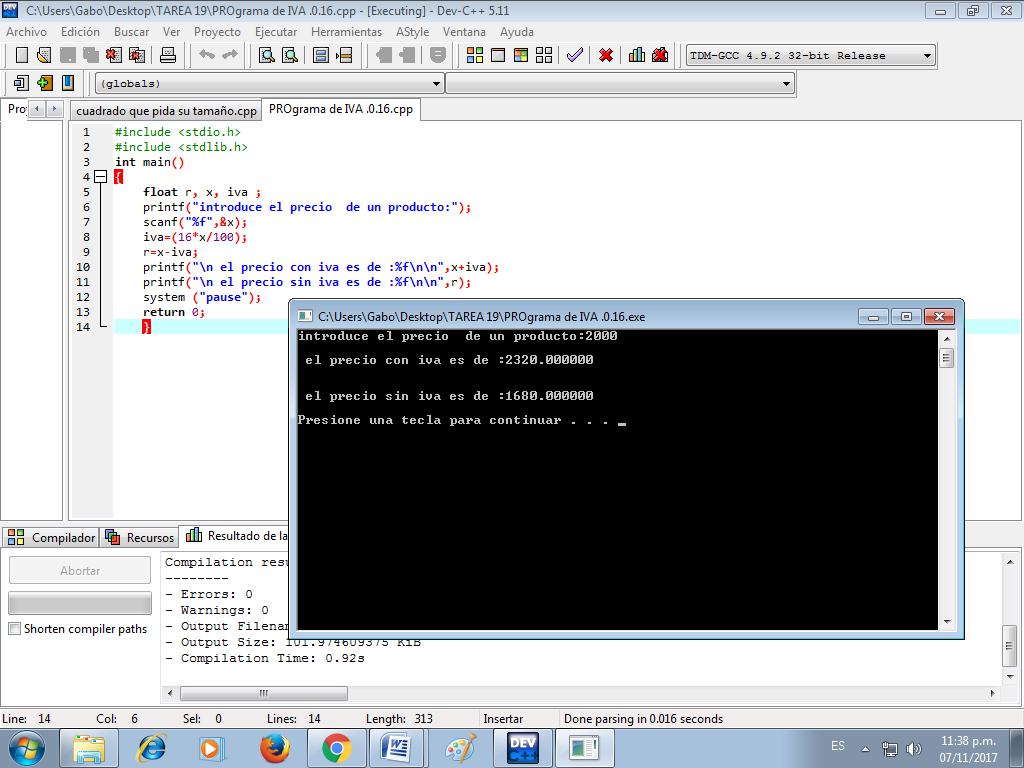 C:\Users\Gabo\Desktop\TAREA 19\PROgrama de IVA .0.16.cpp - [Executing] - Dev-C++ 5.11
Archivo Edición Buscar Ver Proyecto Ejecutar Herramientas AStyle Ventana Ayuda
TDM-GCC 4.9.2 32-bit Release
(globals)
cuadrado que pida su tamaño.cpp PROgrama de IVA .0.16.cpp
1 #include <stdio.h>
2 #include <stdlib.h>
3 int main()
4 {
5 float r, x, iva ;
6 printf("introduce el precio  de un producto:");
7 scanf("%f",&x);
8 iva=(16*x/100);
9 r=x-iva;
10 printf("\n el precio con iva es de :%f\n\n",x+iva);
11 printf("\n el precio sin iva es de :%f\n\n",r);
12 system ("pause");
13 return 0;
14 }
C:\Users\Gabo\Desktop\TAREA 19\PROgrama de IVA .0.16.exe
introduce el precio  de un producto:2000
el precio con iva es de :2320.000000
el precio sin iva es de :1680.000000
Presione una tecla para continuar . . . _
Compilador Recursos Resultado de la
Abortar
Shorten compiler paths
Compilation resu
--------
- Errors: 0
- Warnings: 0
- Output Filenam
- Output Size: 101.974609375 KiB
- Compilation Time: 0.92s
Line: 14 Col: 6 Sel: 0 Lines: 14 Length: 313 Insertar Done parsing in 0.016 seconds
DEV C++
ES
11:38 p.m.
07/11/2017